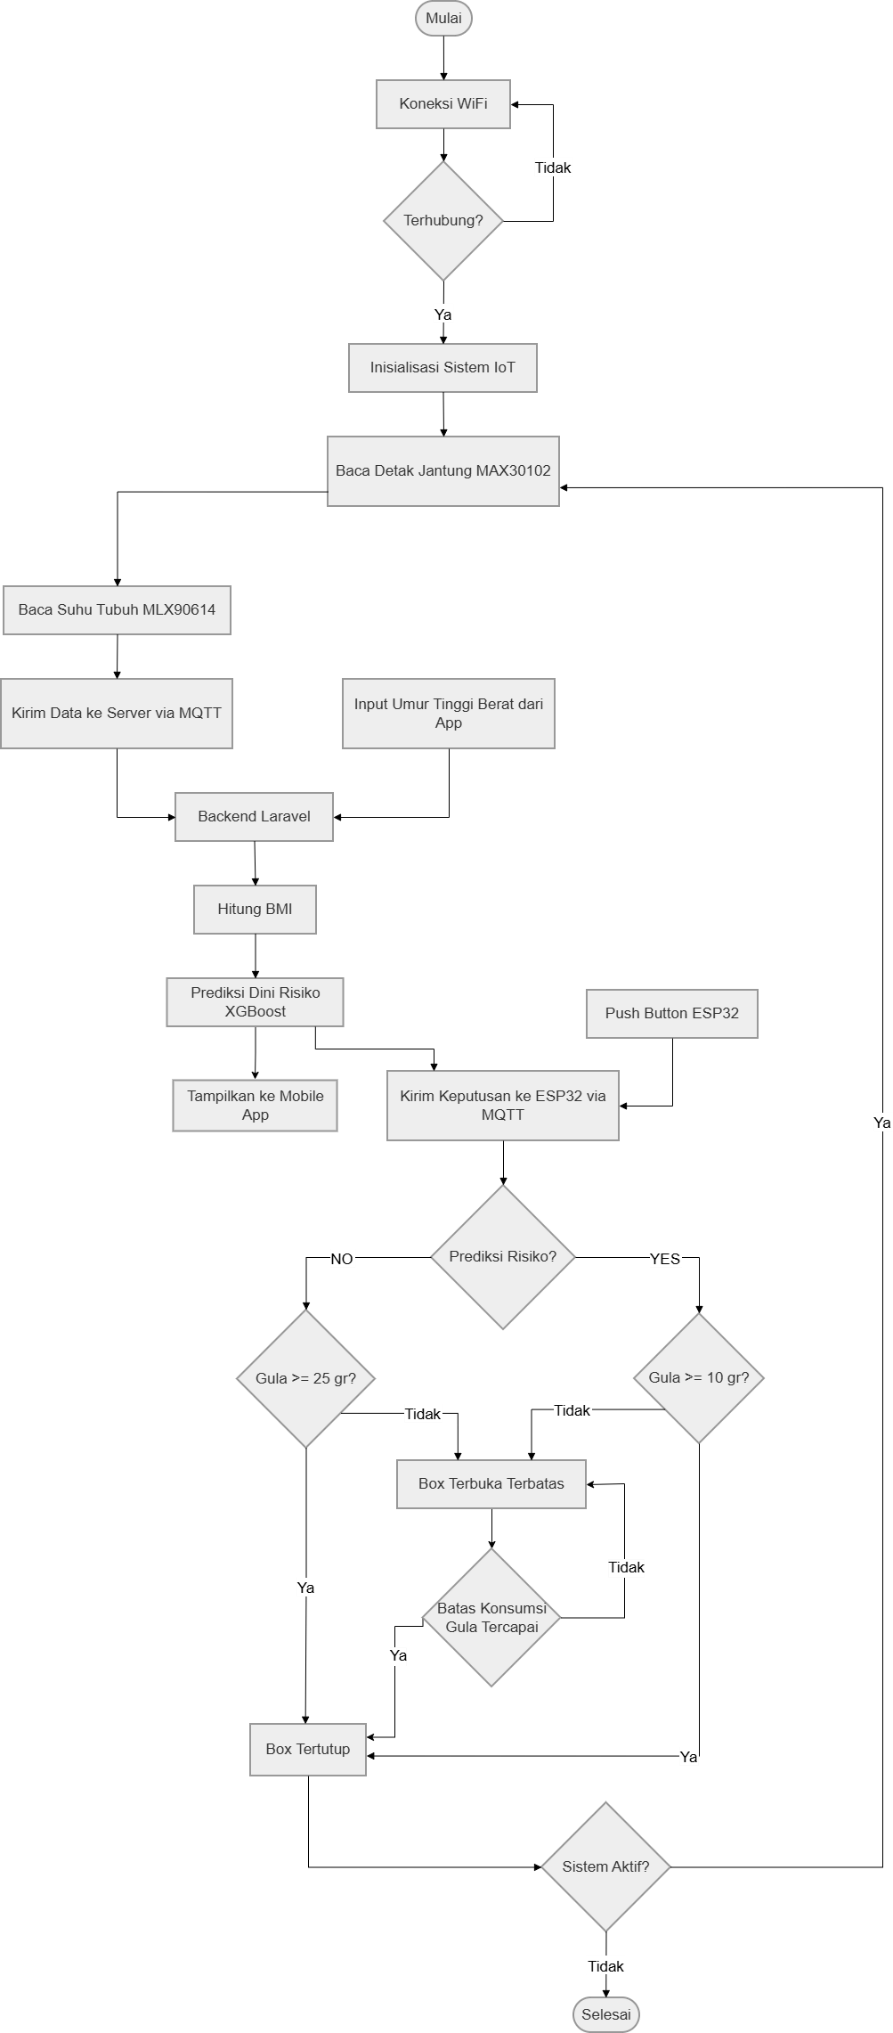 Mulai
Koneksi WiFi
Tidak
Terhubung?
Ya
Inisialisasi Sistem IoT
Baca Detak Jantung MAX30102
Baca Suhu Tubuh MLX90614
Kirim Data ke Server via MQTT
Input Umur Tinggi Berat dari
App
Backend Laravel
Hitung BMI
Prediksi Dini Risiko
XGBoost
Push Button ESP32
Tampilkan ke Mobile
App
Kirim Keputusan ke ESP32 via
MQTT
Ya
Prediksi Risiko?
NO
YES
Gula >= 25 gr?
Gula >= 10 gr?
Tidak
Tidak
Box Terbuka Terbatas
Tidak
Ya
Batas Konsumsi
Gula Tercapai
Ya
Box Tertutup
Ya
Sistem Aktif?
Tidak
Selesai